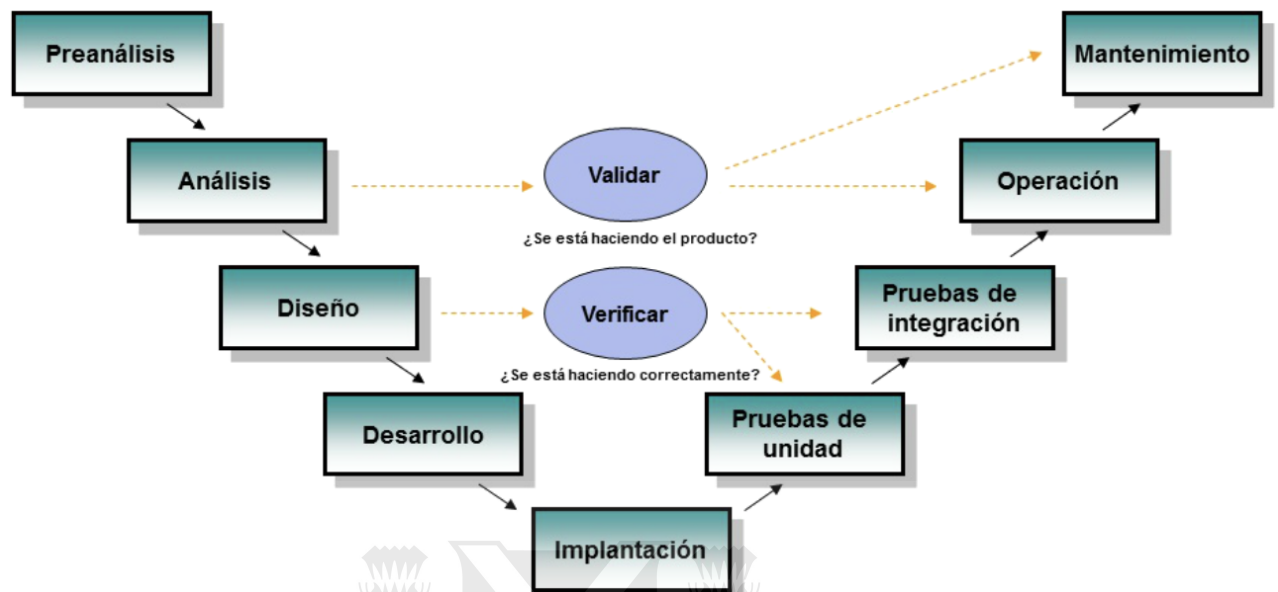 Preanálisis
Mantenimiento
Análisis
Validar
Operación
¿Se está haciendo el producto?
Diseño
Verificar
Pruebas de
integración
¿Se está haciendo correctamente?
Desarrollo
Pruebas de
unidad
Implantación